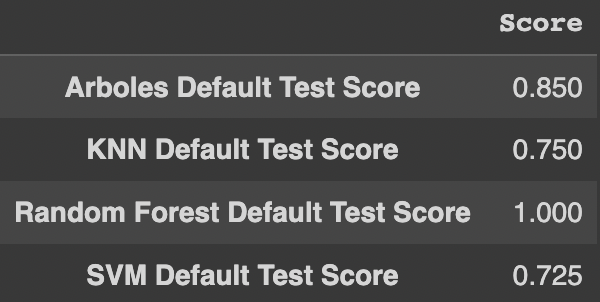 Score
Arboles Default Test Score 0.850
KNN Default Test Score 0.750
Random Forest Default Test Score 1.000
SVM Default Test Score 0.725